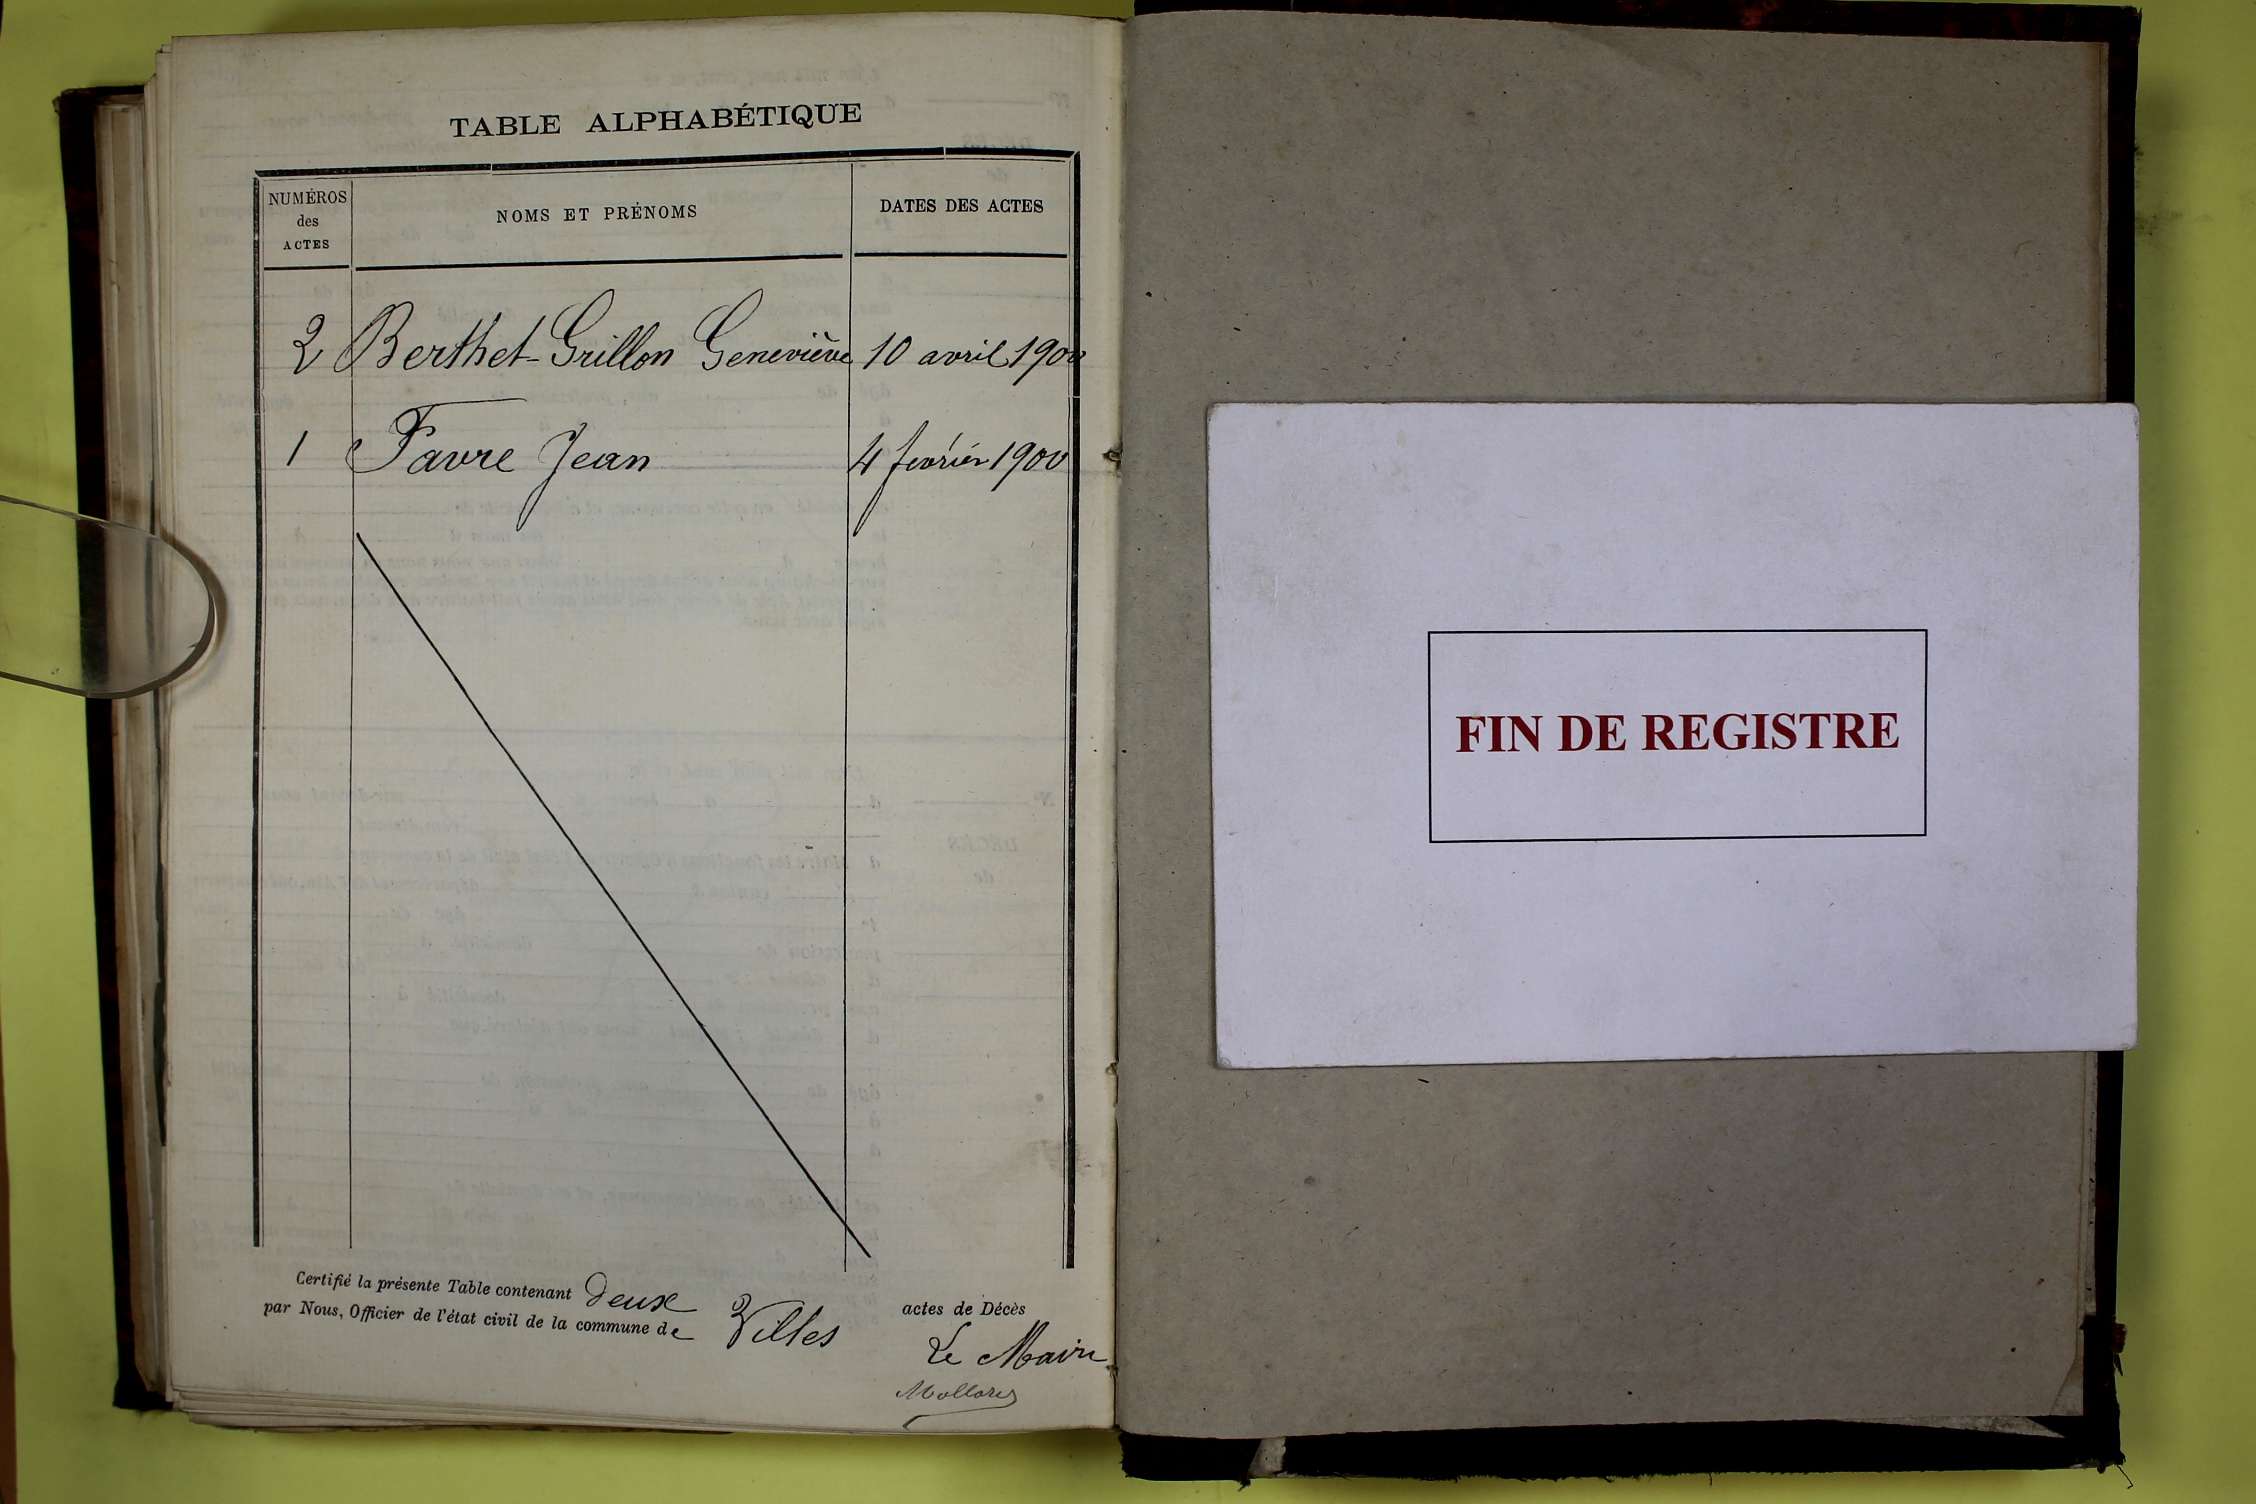 TABLE ALPHABÉTIQUE
NUMÉROS
des
ACTES
NOMS ET PRÉNOMS
DATES DES ACTES
2 Berthet-Grillon Geneviève 10 avril 1900
1 Favre Jean 4 février 1900
Certifié la présente Table contenant deux actes de Décès
par Nous, Officier de l'état civil de la commune de Villes
Le Maire
FIN DE REGISTRE